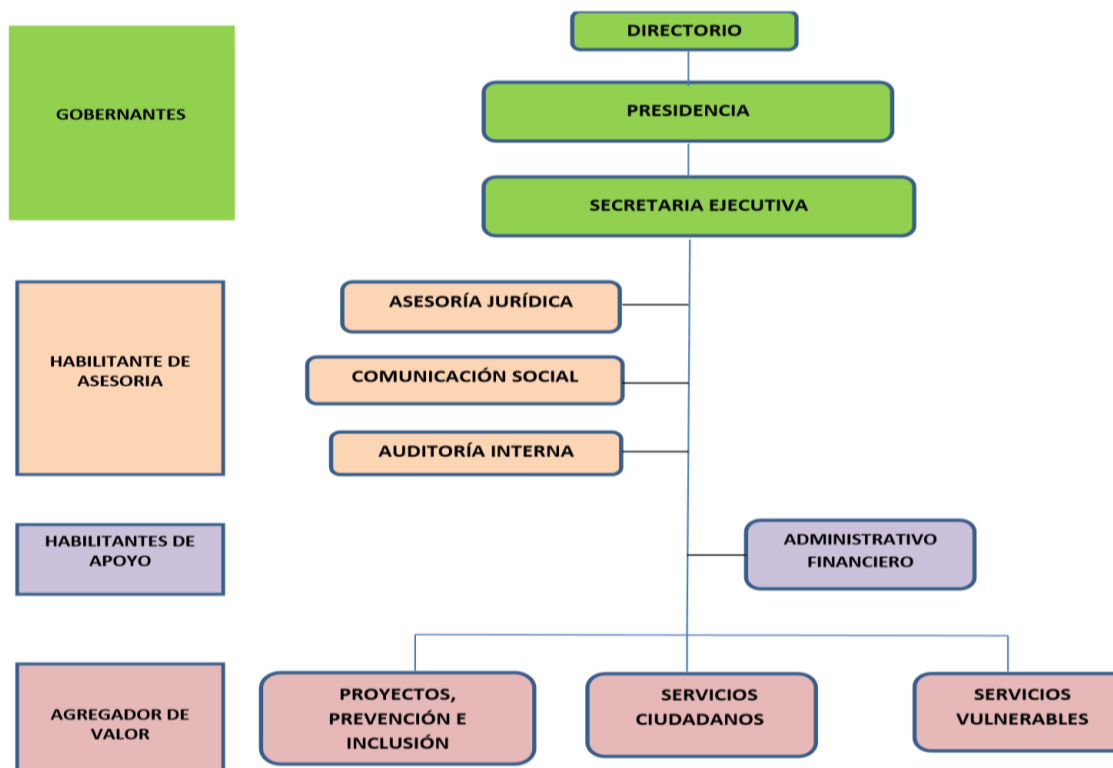 DIRECTORIO
GOBERNANTES
PRESIDENCIA
SECRETARIA EJECUTIVA
HABILITANTE DE
ASESORIA
ASESORÍA JURÍDICA
COMUNICACIÓN SOCIAL
AUDITORÍA INTERNA
HABILITANTES DE
APOYO
ADMINISTRATIVO
FINANCIERO
AGREGADOR DE
VALOR
PROYECTOS,
PREVENCIÓN E
INCLUSIÓN
SERVICIOS
CIUDADANOS
SERVICIOS
VULNERABLES